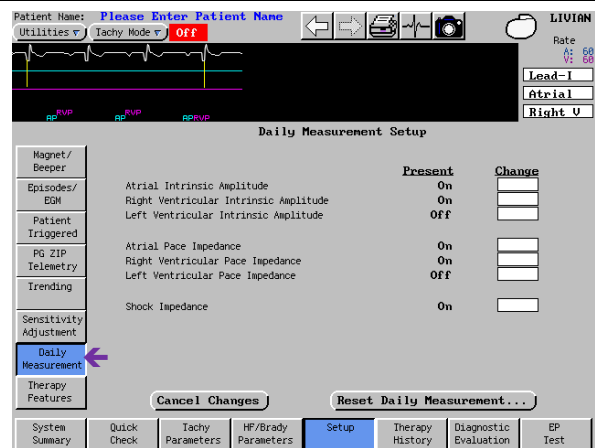 Patient Name: Please Enter Patient Name
LIVIAN
Utilities Tachy Mode Off
Rate
A: 60
V: 60
Lead-I
Atrial
Right V
RVP RVP
AP AP APRVP
Daily Measurement Setup
Magnet/
Beeper
Present Change
Episodes/
EGM
Atrial Intrinsic Amplitude On
Right Ventricular Intrinsic Amplitude On
Left Ventricular Intrinsic Amplitude Off
Patient
Triggered
PG ZIP
Telemetry
Atrial Pace Impedance On
Right Ventricular Pace Impedance On
Left Ventricular Pace Impedance Off
Trending
Shock Impedance On
Sensitivity
Adjustment
Daily
Measurement
Therapy
Features
Cancel Changes Reset Daily Measurement...
System
Summary
Quick
Check
Tachy
Parameters
HF/Brady
Parameters
Setup
Therapy
History
Diagnostic
Evaluation
EP
Test